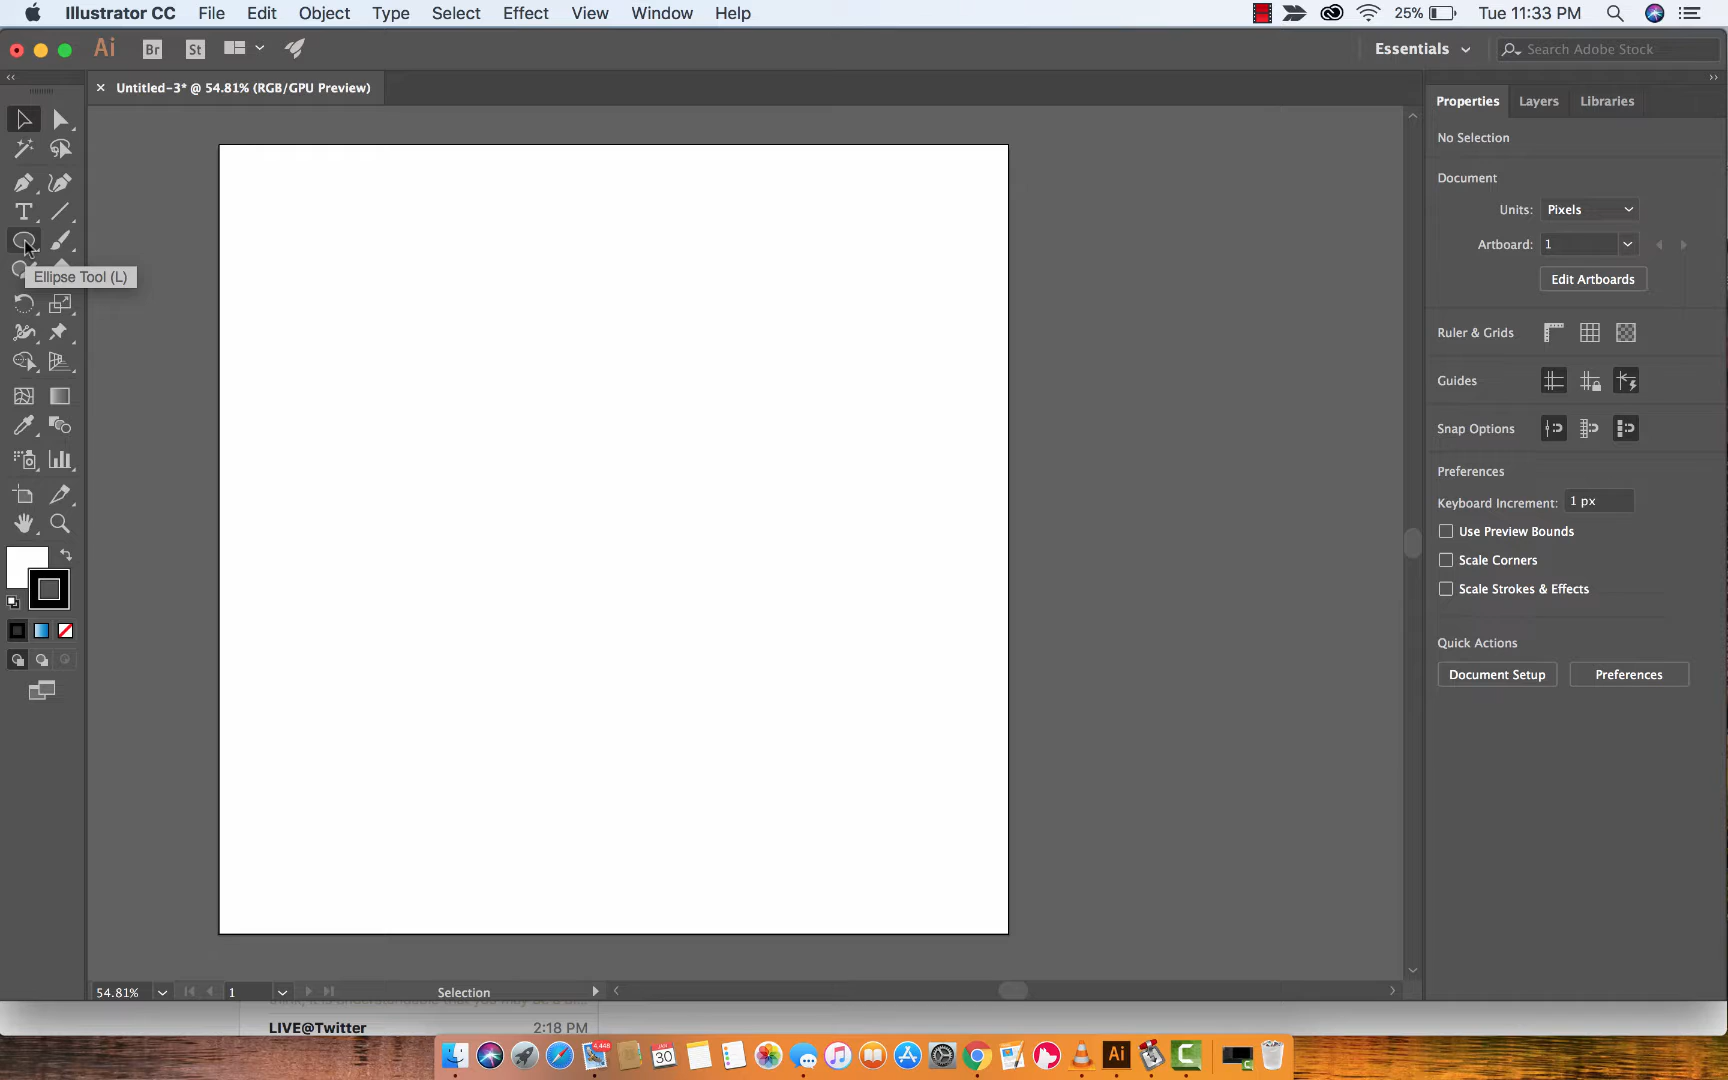 Illustrator CC File Edit Object Type Select Effect View Window Help 25% Tue 11:33 PM
Ai Br St Essentials Search Adobe Stock
Untitled-3* @ 54.81% (RGB/GPU Preview)
Properties Layers Libraries
No Selection
Document
Units: Pixels
Artboard: 1
Edit Artboards
Ellipse Tool (L)
Ruler & Grids
Guides
Snap Options
Preferences
Keyboard Increment: 1 px
Use Preview Bounds
Scale Corners
Scale Strokes & Effects
Quick Actions
Document Setup Preferences
54.81% 1 Selection
LIVE@Twitter 2:18 PM
4,448
30
Ai